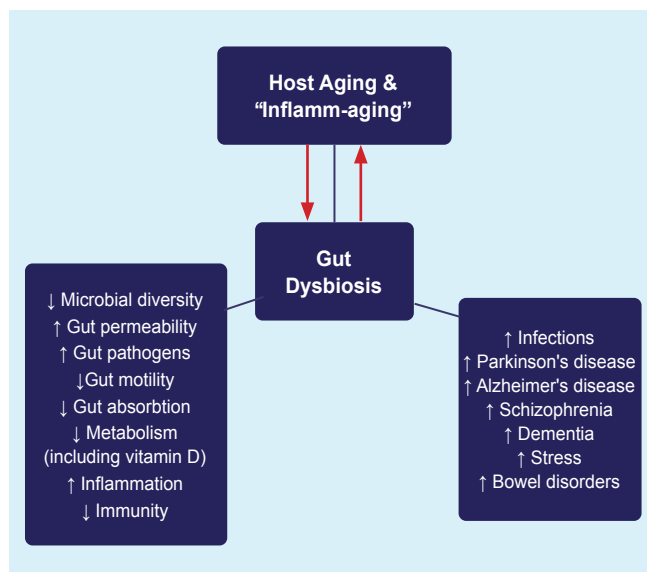 Host Aging &
“Inflamm-aging”
Gut
Dysbiosis
↓ Microbial diversity
↑ Gut permeability
↑ Gut pathogens
↓Gut motility
↓ Gut absorbtion
↓ Metabolism
(including vitamin D)
↑ Inflammation
↓ Immunity
↑ Infections
↑ Parkinson's disease
↑ Alzheimer's disease
↑ Schizophrenia
↑ Dementia
↑ Stress
↑ Bowel disorders